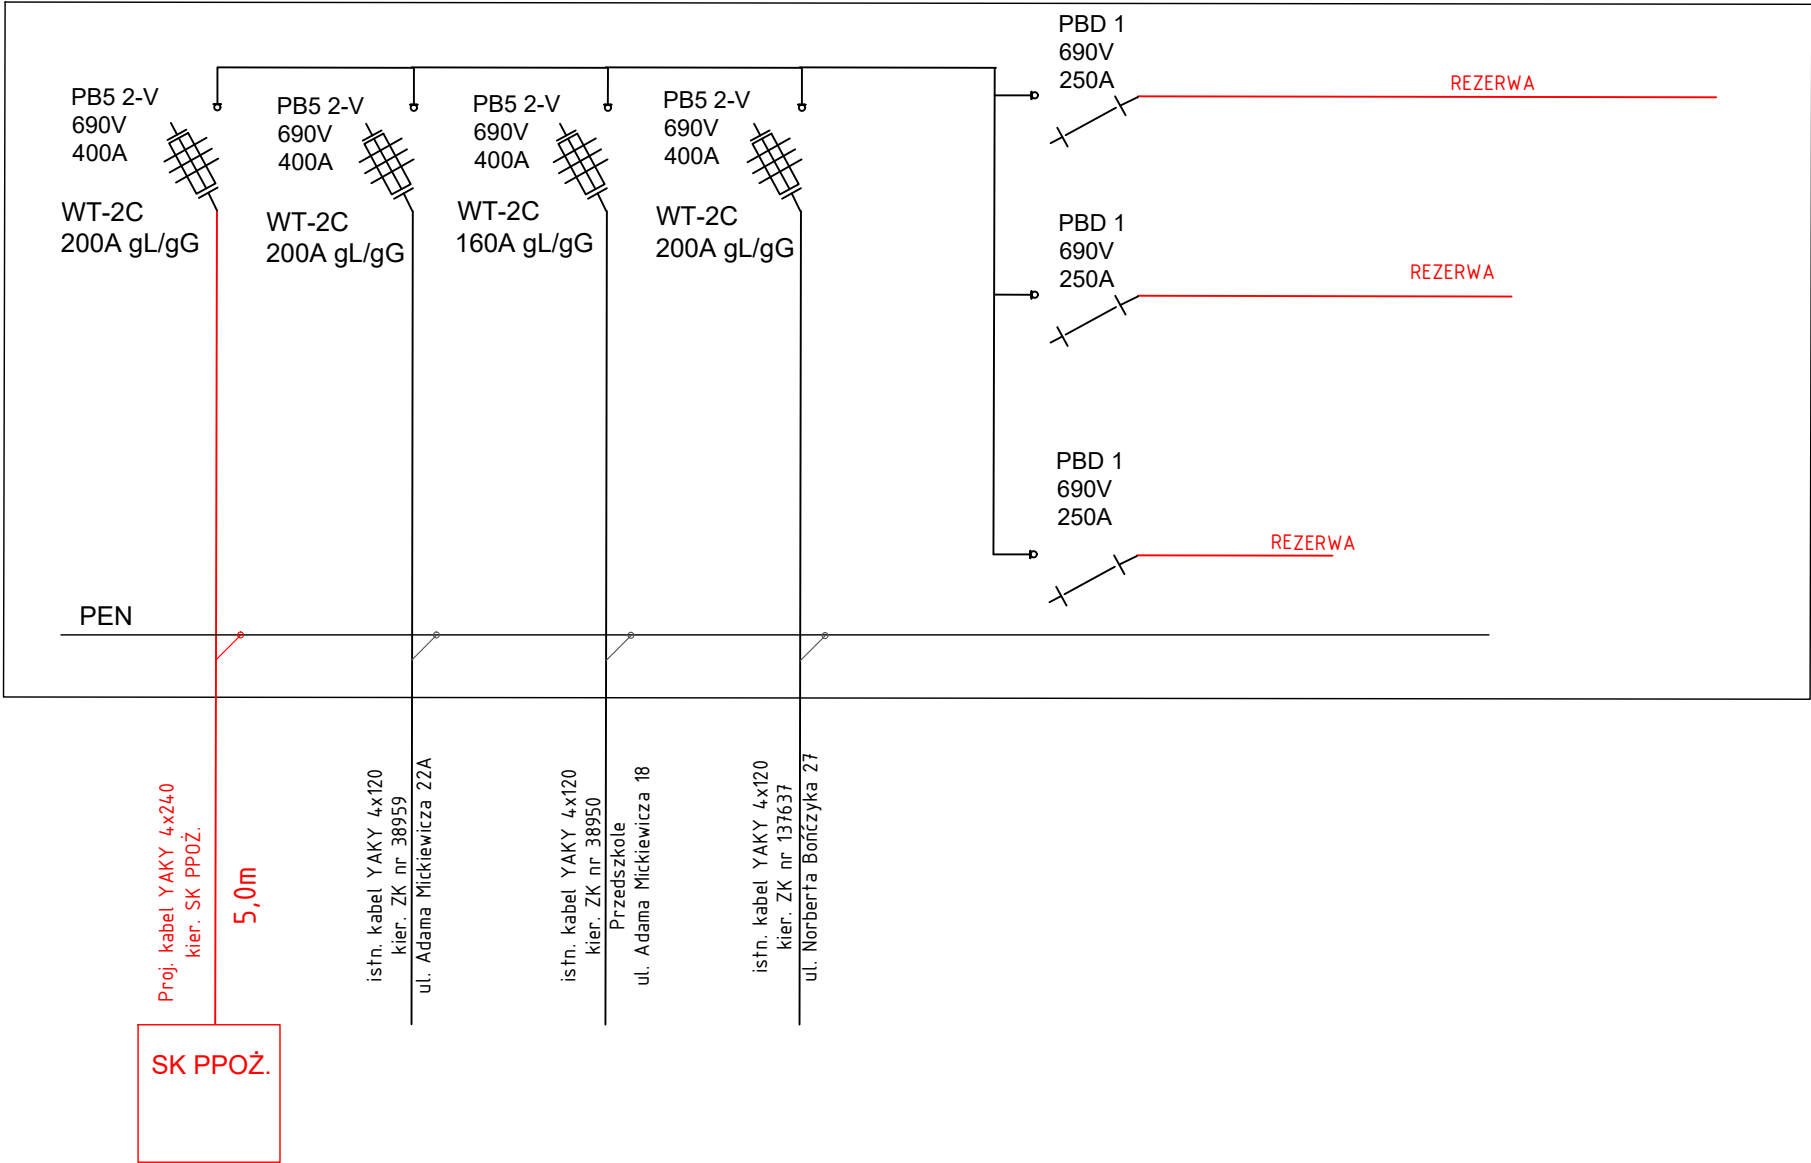 PB5 2-V
690V
400A
WT-2C
200A gL/gG
PB5 2-V
690V
400A
WT-2C
200A gL/gG
PB5 2-V
690V
400A
WT-2C
160A gL/gG
PB5 2-V
690V
400A
WT-2C
200A gL/gG
PBD 1
690V
250A
REZERWA
PBD 1
690V
250A
REZERWA
PBD 1
690V
250A
REZERWA
PEN
Proj. kabel YAKY 4x240
kier. SK PPOŻ.
5,0m
istn. kabel YAKY 4x120
kier. ZK nr 38959
ul. Adama Mickiewicza 22A
istn. kabel YAKY 4x120
kier. ZK nr 38950
Przedszkole
ul. Adama Mickiewicza 18
istn. kabel YAKY 4x120
kier. ZK nr 137637
ul. Norberta Bończyka 27
SK PPOŻ.